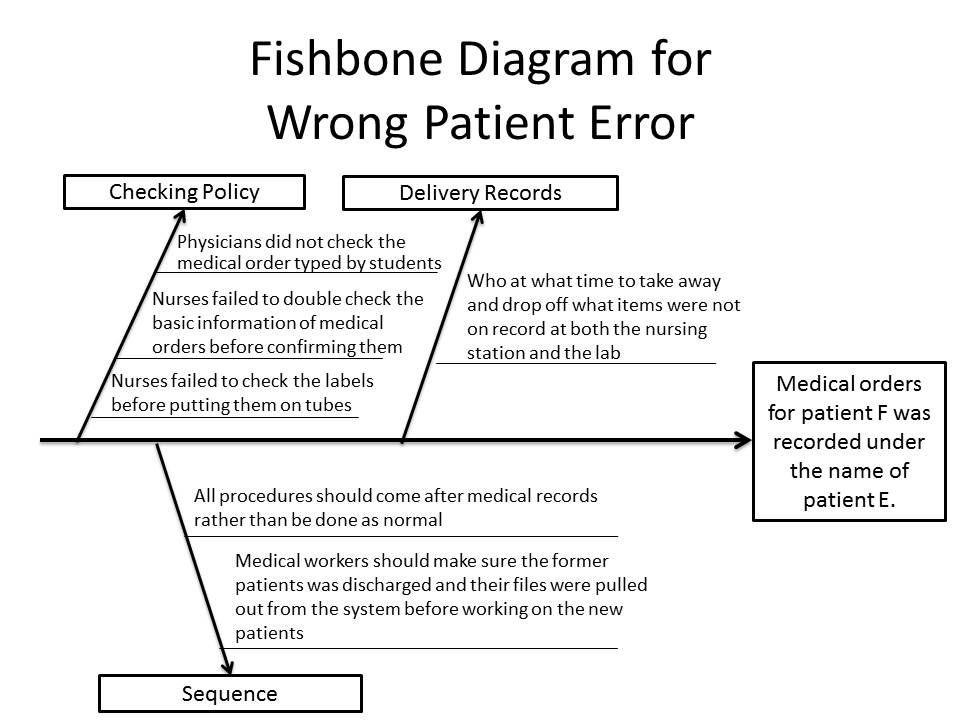 Fishbone Diagram for
Wrong Patient Error
Checking Policy
Delivery Records
Physicians did not check the
medical order typed by students
Nurses failed to double check the
basic information of medical
orders before confirming them
Nurses failed to check the labels
before putting them on tubes
Who at what time to take away
and drop off what items were not
on record at both the nursing
station and the lab
Medical orders
for patient F was
recorded under
the name of
patient E.
All procedures should come after medical records
rather than be done as normal
Medical workers should make sure the former
patients was discharged and their files were pulled
out from the system before working on the new
patients
Sequence